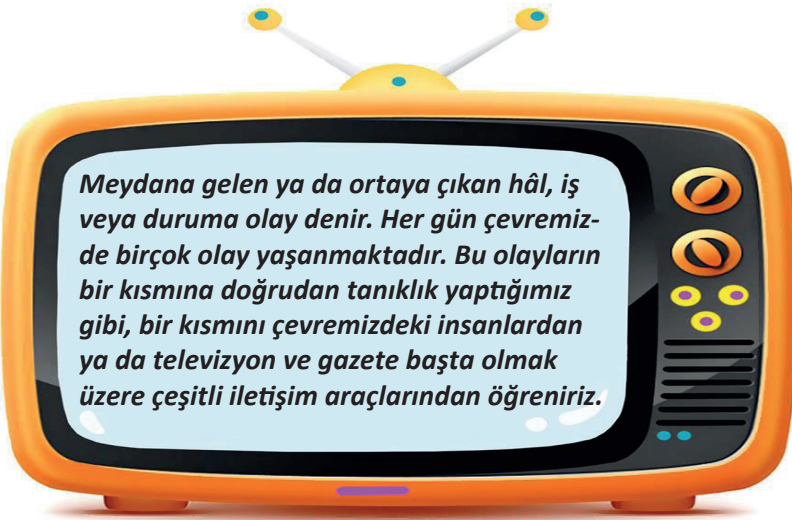 Meydana gelen ya da ortaya çıkan hâl, iş
veya duruma olay denir. Her gün çevremiz-
de birçok olay yaşanmaktadır. Bu olayların
bir kısmına doğrudan tanıklık yaptığımız
gibi, bir kısmını çevremizdeki insanlardan
ya da televizyon ve gazete başta olmak
üzere çeşitli iletişim araçlarından öğreniriz.